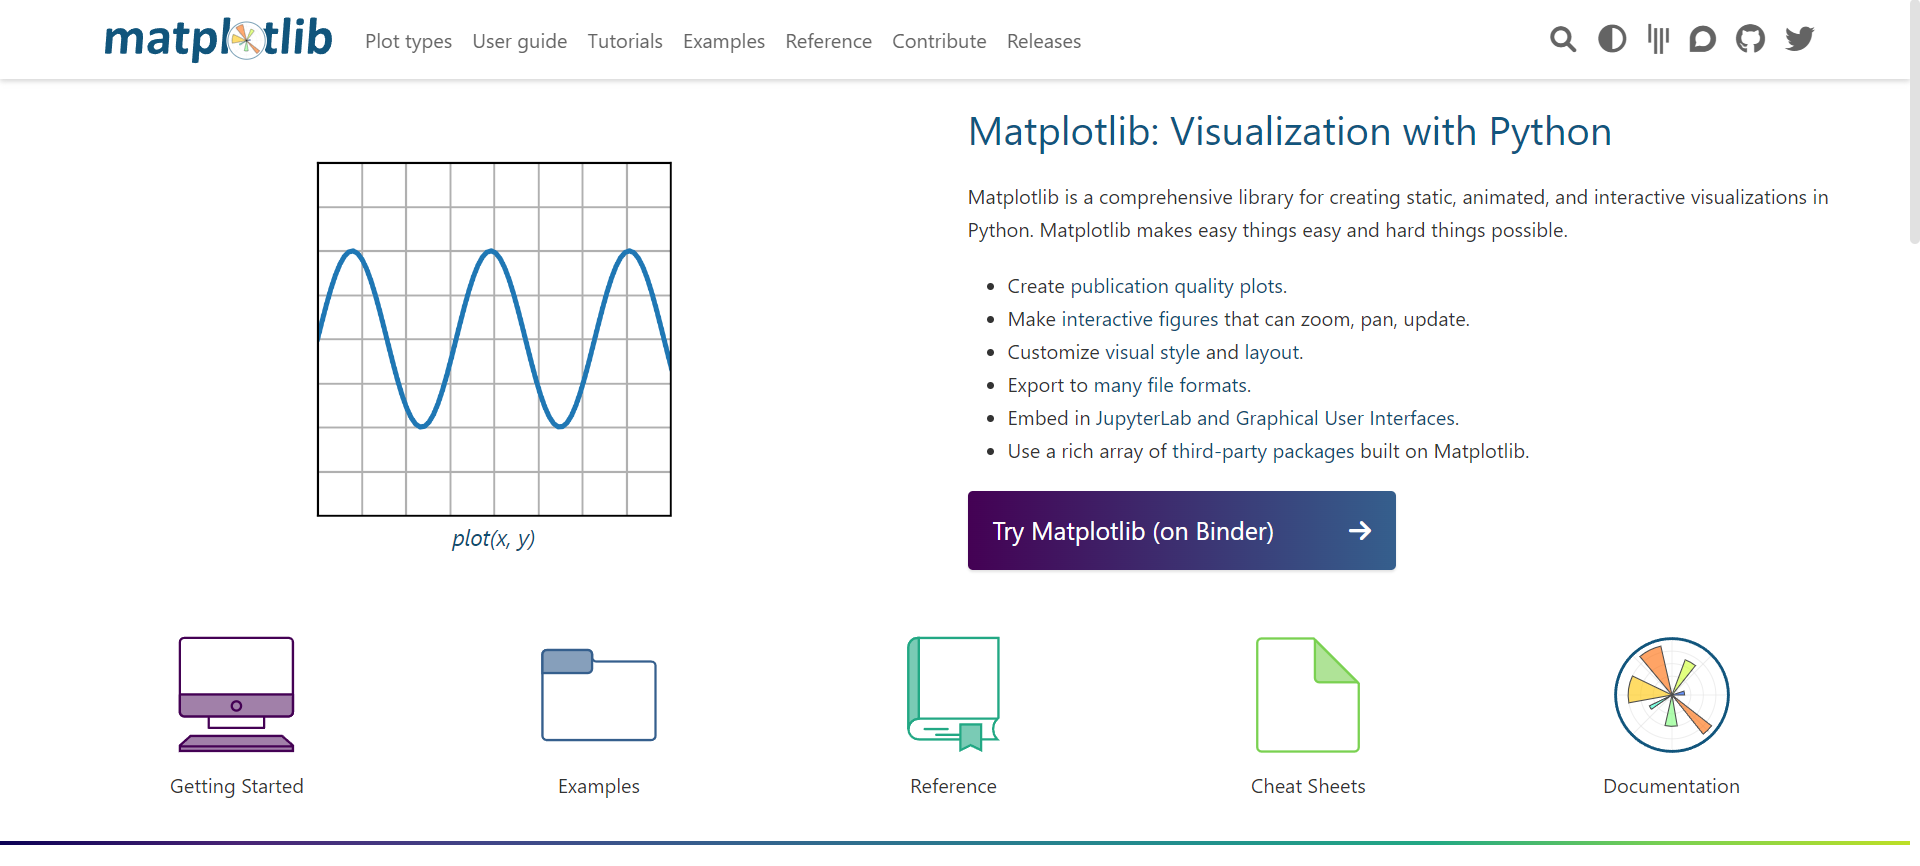 matplotlib Plot types User guide Tutorials Examples Reference Contribute Releases
Matplotlib: Visualization with Python
Matplotlib is a comprehensive library for creating static, animated, and interactive visualizations in
Python. Matplotlib makes easy things easy and hard things possible.
Create publication quality plots.
Make interactive figures that can zoom, pan, update.
Customize visual style and layout.
Export to many file formats.
Embed in JupyterLab and Graphical User Interfaces.
Use a rich array of third-party packages built on Matplotlib.
Try Matplotlib (on Binder)
plot(x, y)
Getting Started
Examples
Reference
Cheat Sheets
Documentation